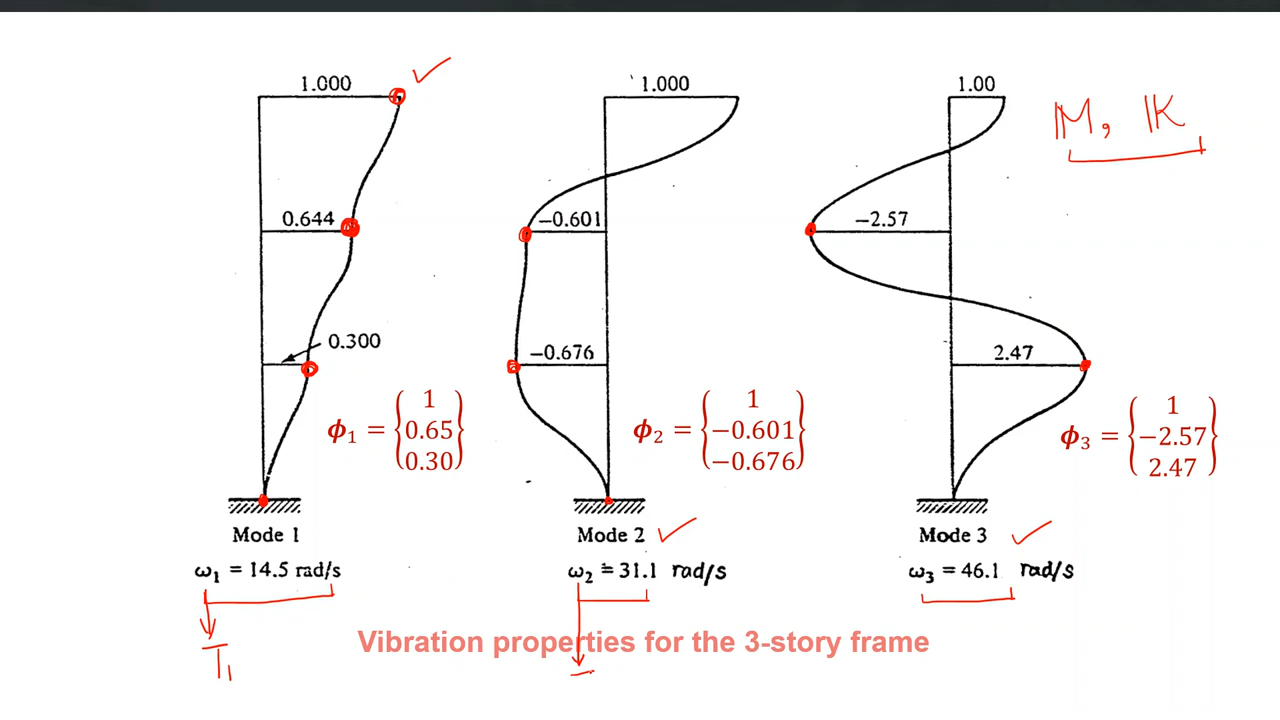 1.000 1.000 1.00
M, K
0.644 −0.601 −2.57
0.300 −0.676 2.47
ϕ₁ = {1 0.65 0.30}
ϕ₂ = {1 −0.601 −0.676}
ϕ₃ = {1 −2.57 2.47}
Mode 1 Mode 2 Mode 3
ω₁ = 14.5 rad/s ω₂ = 31.1 rad/s ω₃ = 46.1 rad/s
Vibration properties for the 3-story frame
T₁